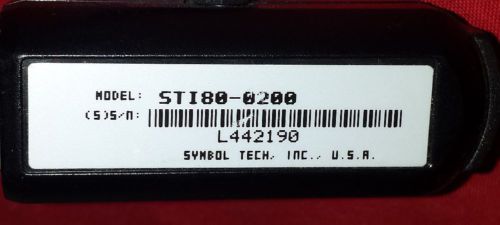 MODEL: STI80-0200
(S)S/N:
L442190
SYMBOL TECH, INC., U.S.A.